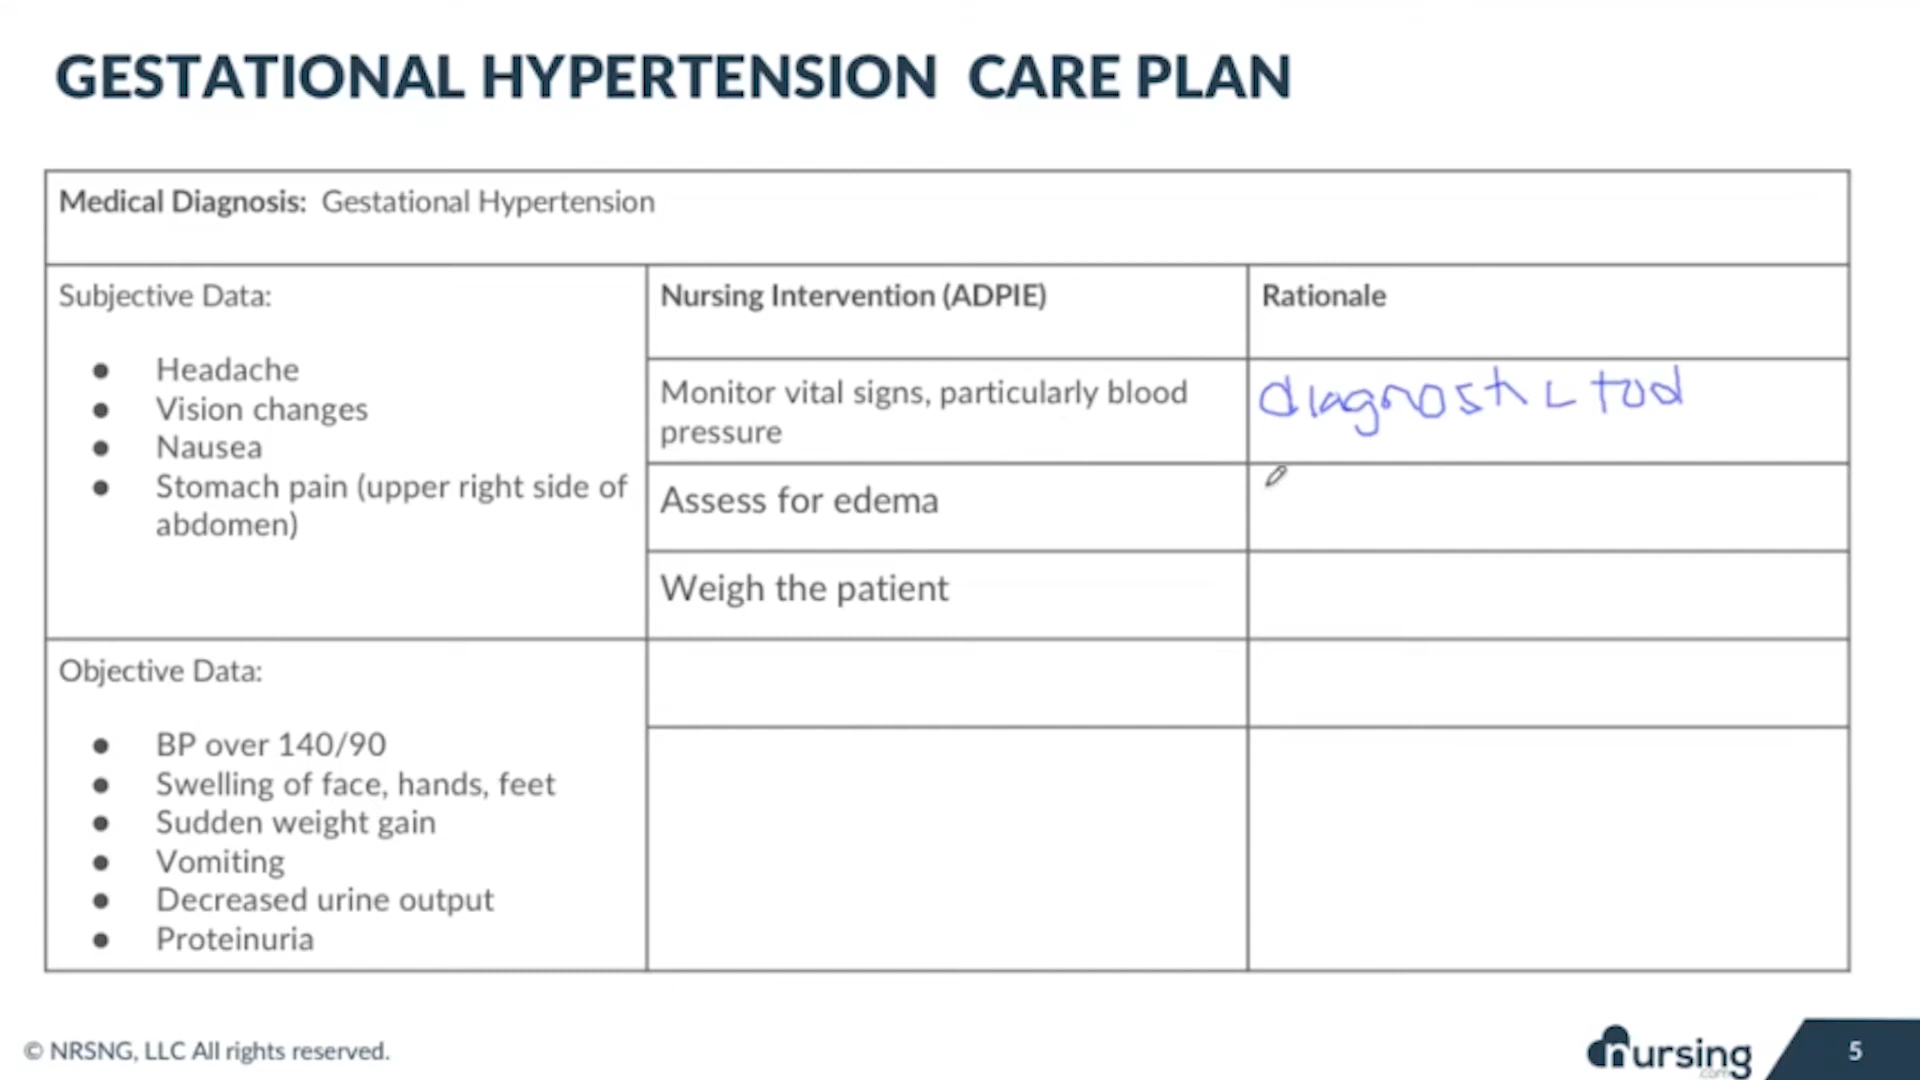 GESTATIONAL HYPERTENSION CARE PLAN
Medical Diagnosis: Gestational Hypertension
Subjective Data:
● Headache
● Vision changes
● Nausea
● Stomach pain (upper right side of
abdomen)
Nursing Intervention (ADPIE)
Rationale
Monitor vital signs, particularly blood
pressure
diagnostic tool
Assess for edema
Weigh the patient
Objective Data:
● BP over 140/90
● Swelling of face, hands, feet
● Sudden weight gain
● Vomiting
● Decreased urine output
● Proteinuria
© NRSNG, LLC All rights reserved.
nursing
.com
5